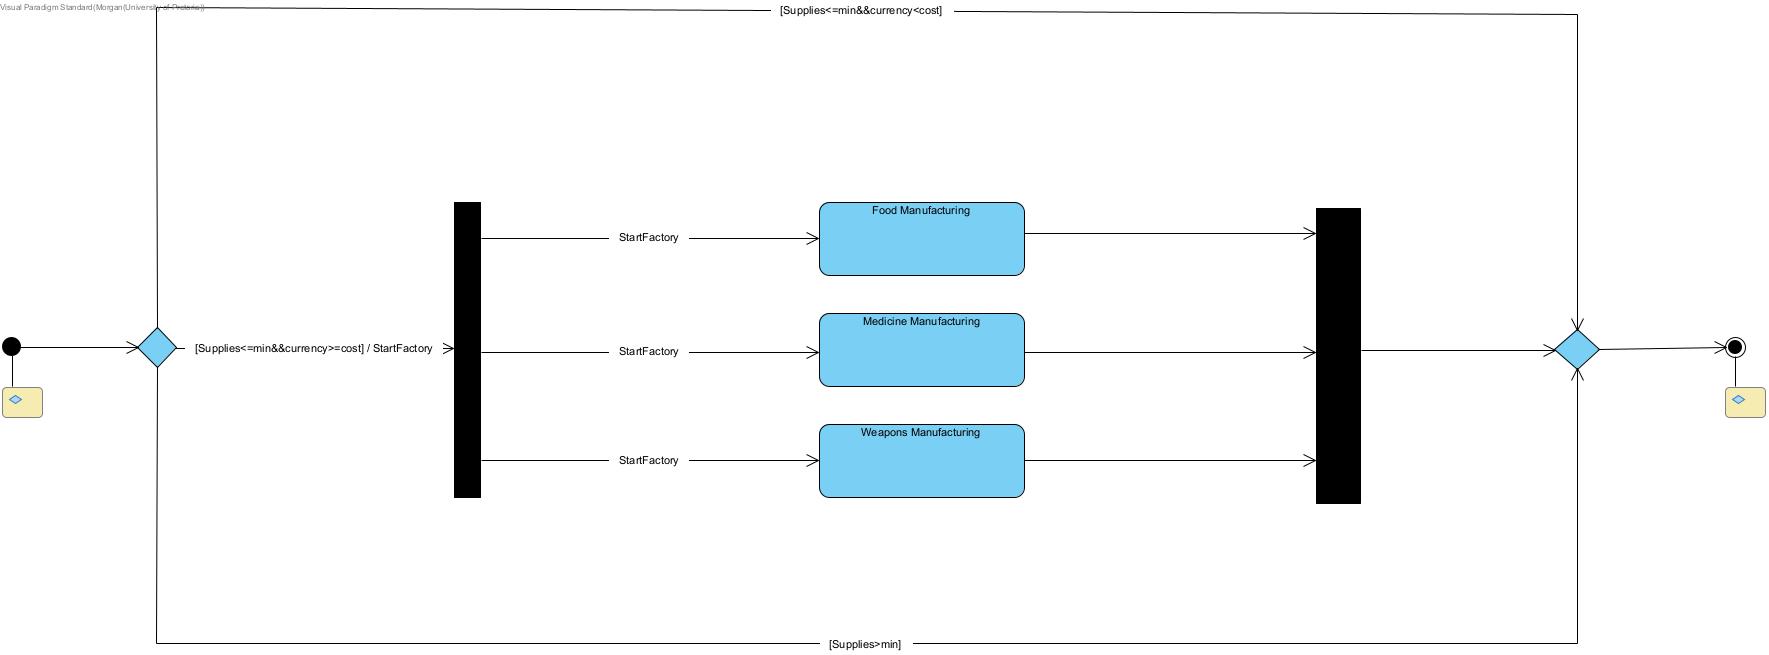 Visual Paradigm Standard(Morgan(University of Pretoria))
[Supplies<=min&&currency<cost]
Food Manufacturing
StartFactory
Medicine Manufacturing
[Supplies<=min&&currency>=cost] / StartFactory
StartFactory
Weapons Manufacturing
StartFactory
[Supplies>min]